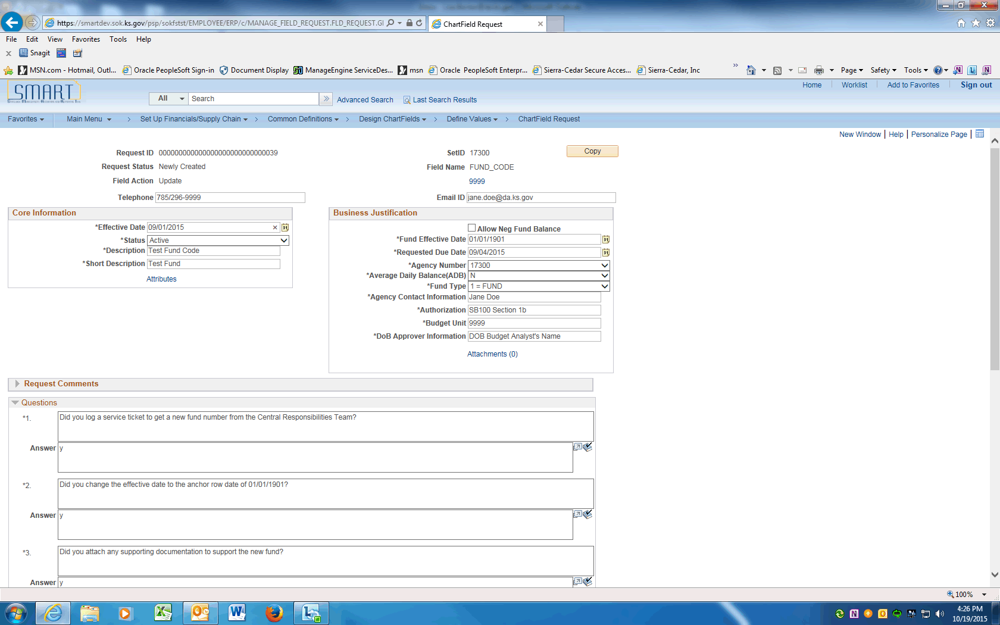 https://smartdev.sok.ks.gov/psp/sokfstst/EMPLOYEE/ERP/c/MANAGE_FIELD_REQUEST.FLD_REQUEST.GI
ChartField Request
File Edit View Favorites Tools Help
Snagit
MSN.com - Hotmail, Outl... Oracle PeopleSoft Sign-in Document Display ManageEngine ServiceDes... msn Oracle PeopleSoft Enterpr... Sierra-Cedar Secure Acces... Sierra-Cedar, Inc Page Safety Tools
SMART
Home Worklist Add to Favorites Sign out
All Search Advanced Search Last Search Results
Favorites Main Menu > Set Up Financials/Supply Chain > Common Definitions > Design ChartFields > Define Values > ChartField Request
New Window | Help | Personalize Page |
Request ID 000000000000000000000000000039 SetID 17300 Copy
Request Status Newly Created Field Name FUND_CODE
Field Action Update 9999
Telephone 785/296-9999 Email ID jane.doe@da.ks.gov
Core Information
*Effective Date 09/01/2015
*Status Active
*Description Test Fund Code
*Short Description Test Fund
Attributes
Business Justification
Allow Neg Fund Balance
*Fund Effective Date 01/01/1901
*Requested Due Date 09/04/2015
*Agency Number 17300
*Average Daily Balance(ADB) N
*Fund Type 1 = FUND
*Agency Contact Information Jane Doe
*Authorization SB100 Section 1b
*Budget Unit 9999
*DoB Approver Information DOB Budget Analyst's Name
Attachments (0)
Request Comments
Questions
*1. Did you log a service ticket to get a new fund number from the Central Responsibilities Team?
Answer y
*2. Did you change the effective date to the anchor row date of 01/01/1901?
Answer y
*3. Did you attach any supporting documentation to support the new fund?
Answer y
100%
4:26 PM
10/19/2015